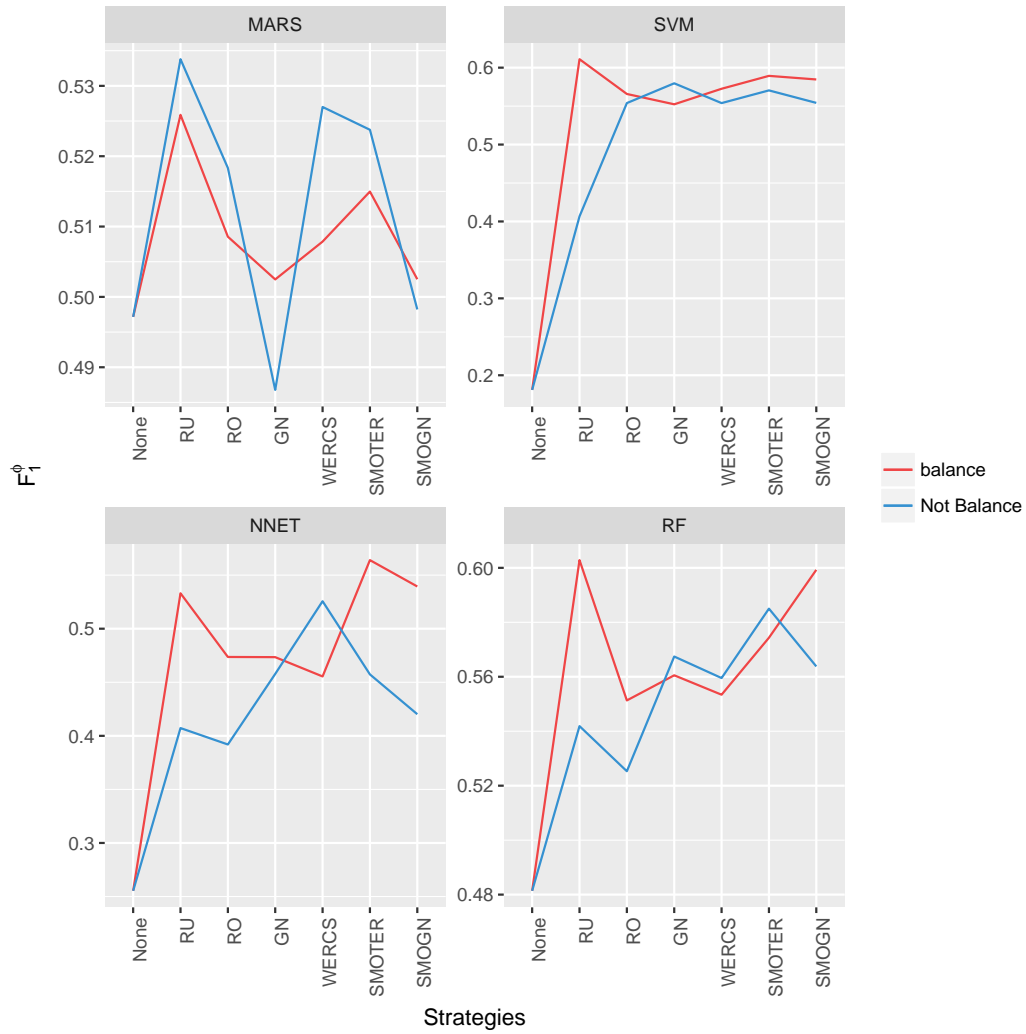 MARS
SVM
0.53
0.52
0.51
0.50
0.49
0.6
0.5
0.4
0.3
0.2
None
RU
RO
GN
WERCS
SMOTER
SMOGN
None
RU
RO
GN
WERCS
SMOTER
SMOGN
F₁^ϕ
balance
Not Balance
NNET
RF
0.5
0.4
0.3
0.60
0.56
0.52
0.48
None
RU
RO
GN
WERCS
SMOTER
SMOGN
None
RU
RO
GN
WERCS
SMOTER
SMOGN
Strategies